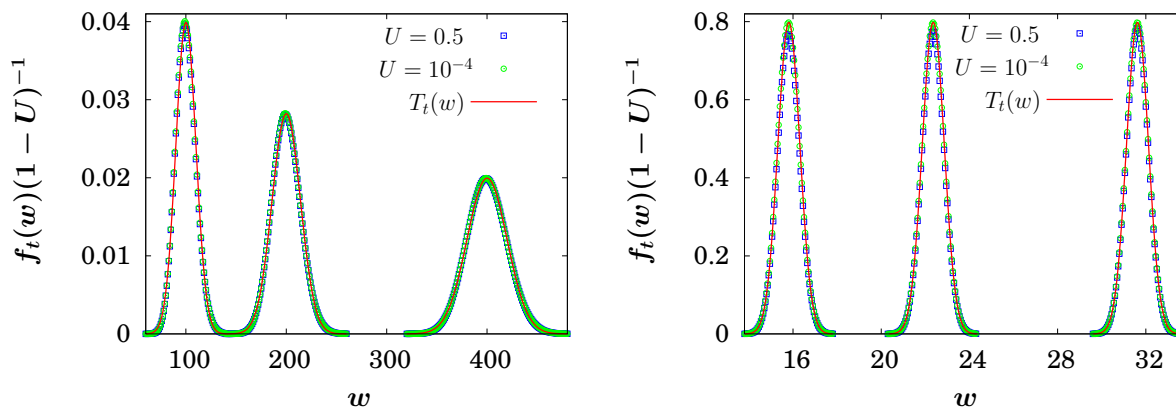 0.04
0.03
0.02
0.01
0
f_t(w)(1 − U)^{−1}
U = 0.5
U = 10^{−4}
T_t(w)
100 200 300 400
w
0.8
0.6
0.4
0.2
0
f_t(w)(1 − U)^{−1}
U = 0.5
U = 10^{−4}
T_t(w)
16 20 24 28 32
w